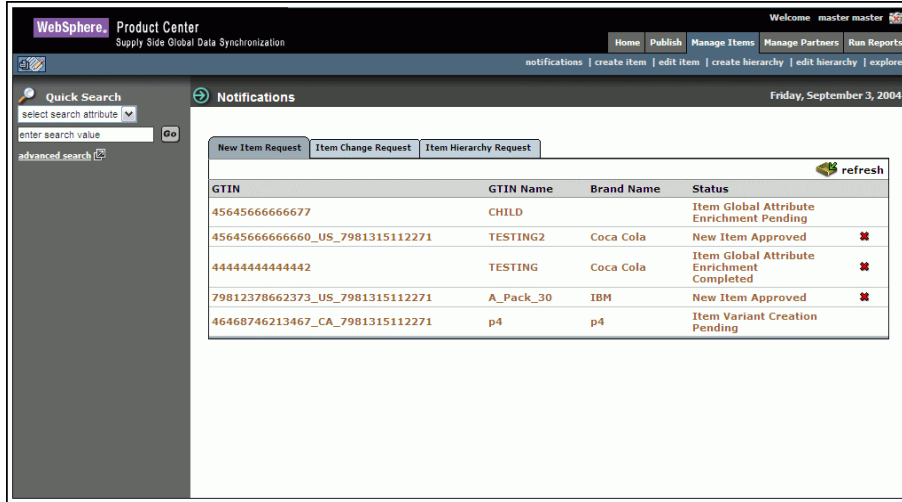 WebSphere. Product Center
Supply Side Global Data Synchronization
Welcome master master
Home Publish Manage Items Manage Partners Run Reports
notifications | create item | edit item | create hierarchy | edit hierarchy | explore
Quick Search
select search attribute
enter search value Go
advanced search
Notifications Friday, September 3, 2004
New Item Request Item Change Request Item Hierarchy Request
refresh
GTIN GTIN Name Brand Name Status
45645666666677 CHILD Item Global Attribute
Enrichment Pending
45645666666660_US_7981315112271 TESTING2 Coca Cola New Item Approved
44444444444442 TESTING Coca Cola Item Global Attribute
Enrichment
Completed
79812378662373_US_7981315112271 A_Pack_30 IBM New Item Approved
46468746213467_CA_7981315112271 p4 p4 Item Variant Creation
Pending